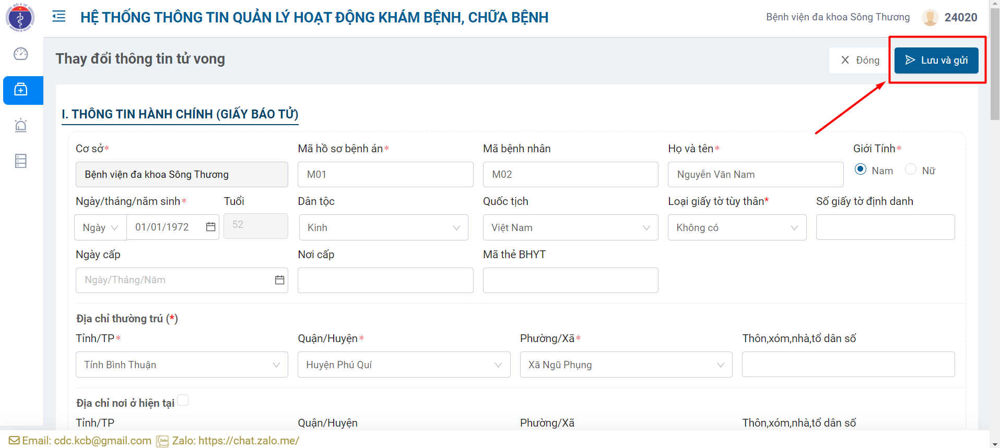 BỘ Y TẾ
MINISTRY OF HEALTH
HỆ THỐNG THÔNG TIN QUẢN LÝ HOẠT ĐỘNG KHÁM BỆNH, CHỮA BỆNH
Bệnh viện đa khoa Sông Thương
24020
Thay đổi thông tin tử vong
Đóng
Lưu và gửi
I. THÔNG TIN HÀNH CHÍNH (GIẤY BÁO TỬ)
Cơ sở* Mã hồ sơ bệnh án* Mã bệnh nhân Họ và tên* Giới Tính*
Bệnh viện đa khoa Sông Thương M01 M02 Nguyễn Văn Nam Nam Nữ
Ngày/tháng/năm sinh* Tuổi Dân tộc Quốc tịch Loại giấy tờ tùy thân* Số giấy tờ định danh
Ngày 01/01/1972 52 Kinh Việt Nam Không có
Ngày cấp Nơi cấp Mã thẻ BHYT
Ngày/Tháng/Năm
Địa chỉ thường trú (*)
Tỉnh/TP* Quận/Huyện* Phường/Xã* Thôn,xóm,nhà,tổ dân số
Tỉnh Bình Thuận Huyện Phú Quí Xã Ngũ Phụng
Địa chỉ nơi ở hiện tại
Tỉnh/TP Quận/Huyện Phường/Xã Thôn,xóm,nhà,tổ dân số
Email: cdc.kcb@gmail.com Zalo Zalo: https://chat.zalo.me/